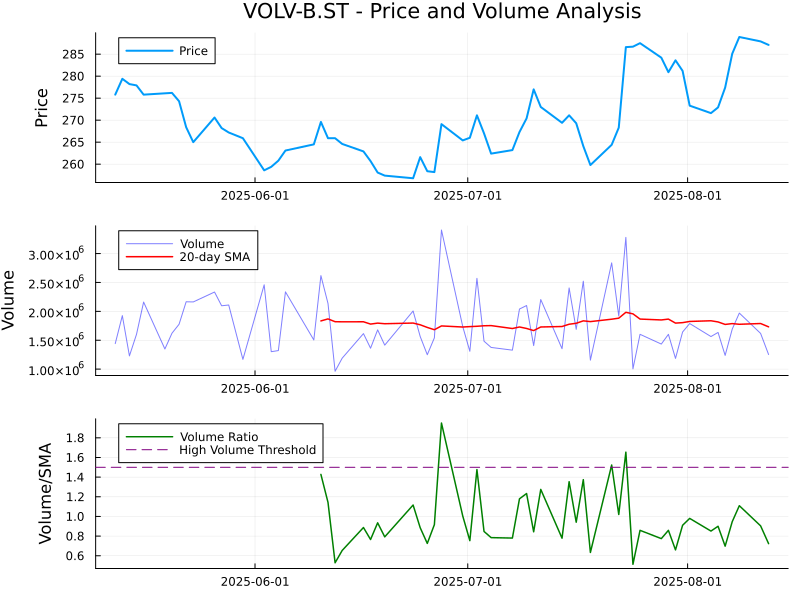 VOLV-B.ST - Price and Volume Analysis
Price
Price
285
280
275
270
265
260
2025-06-01 2025-07-01 2025-08-01
Volume
Volume
20-day SMA
3.00×10⁶
2.50×10⁶
2.00×10⁶
1.50×10⁶
1.00×10⁶
2025-06-01 2025-07-01 2025-08-01
Volume/SMA
Volume Ratio
High Volume Threshold
1.8
1.6
1.4
1.2
1.0
0.8
0.6
2025-06-01 2025-07-01 2025-08-01